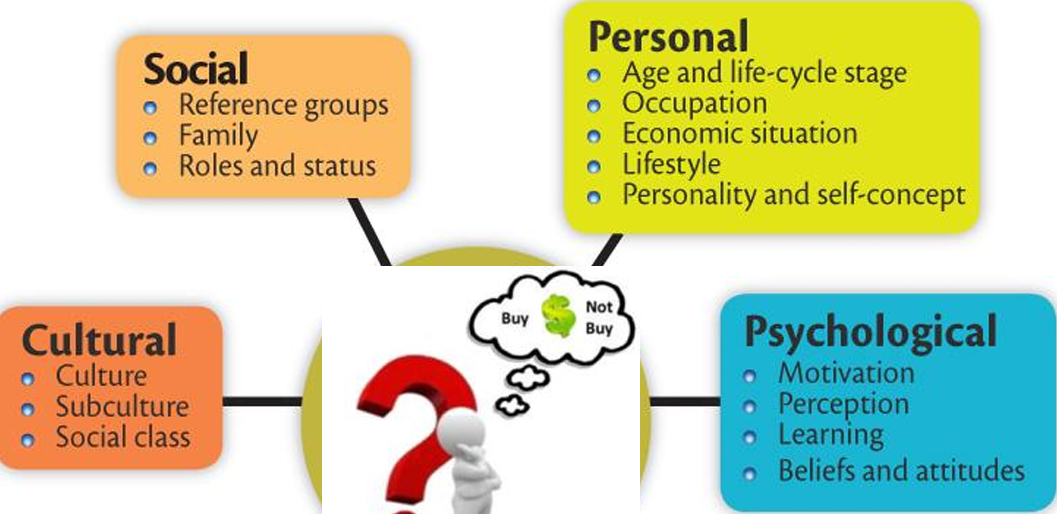 Social
Reference groups
Family
Roles and status
Personal
Age and life-cycle stage
Occupation
Economic situation
Lifestyle
Personality and self-concept
Cultural
Culture
Subculture
Social class
Buy
$
Not
Buy
Psychological
Motivation
Perception
Learning
Beliefs and attitudes